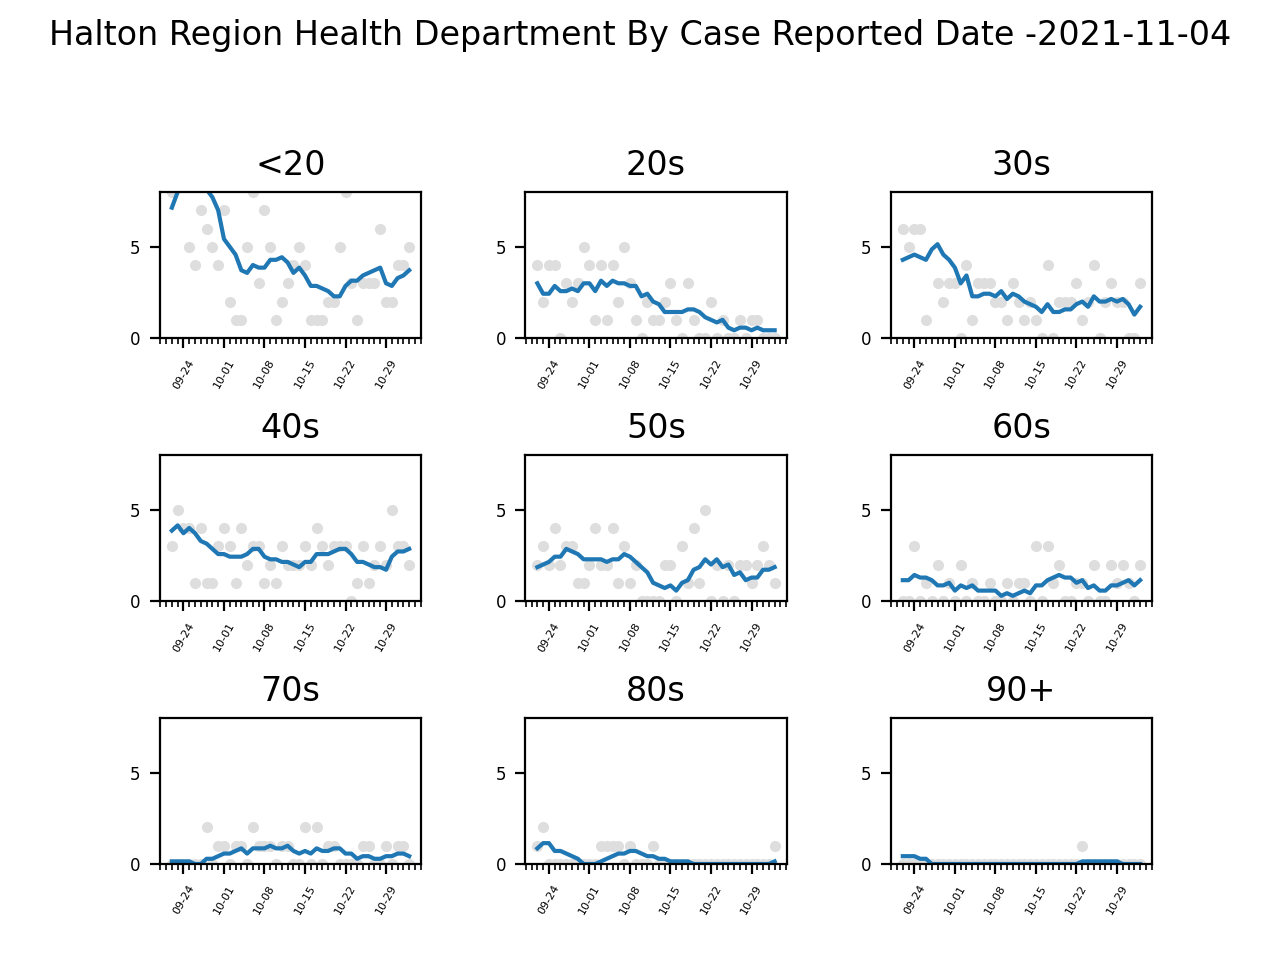 Halton Region Health Department By Case Reported Date -2021-11-04
<20 20s 30s
5 5 5
0 0 0
09-24 10-01 10-08 10-15 10-22 10-29 09-24 10-01 10-08 10-15 10-22 10-29 09-24 10-01 10-08 10-15 10-22 10-29
40s 50s 60s
5 5 5
0 0 0
09-24 10-01 10-08 10-15 10-22 10-29 09-24 10-01 10-08 10-15 10-22 10-29 09-24 10-01 10-08 10-15 10-22 10-29
70s 80s 90+
5 5 5
0 0 0
09-24 10-01 10-08 10-15 10-22 10-29 09-24 10-01 10-08 10-15 10-22 10-29 09-24 10-01 10-08 10-15 10-22 10-29